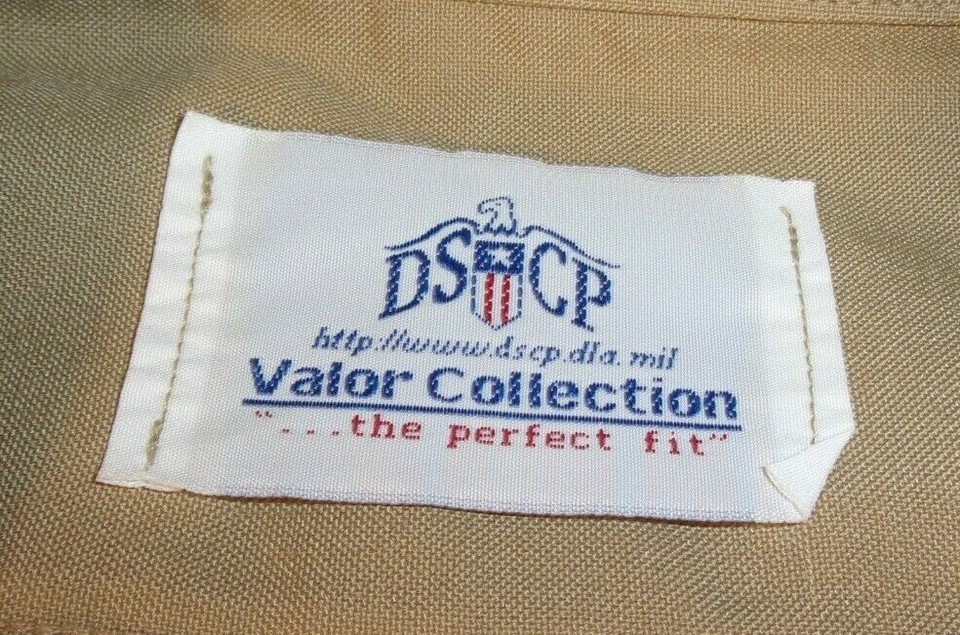 DSCP
http://www.dscp.dla.mil
Valor Collection
"...the perfect fit"